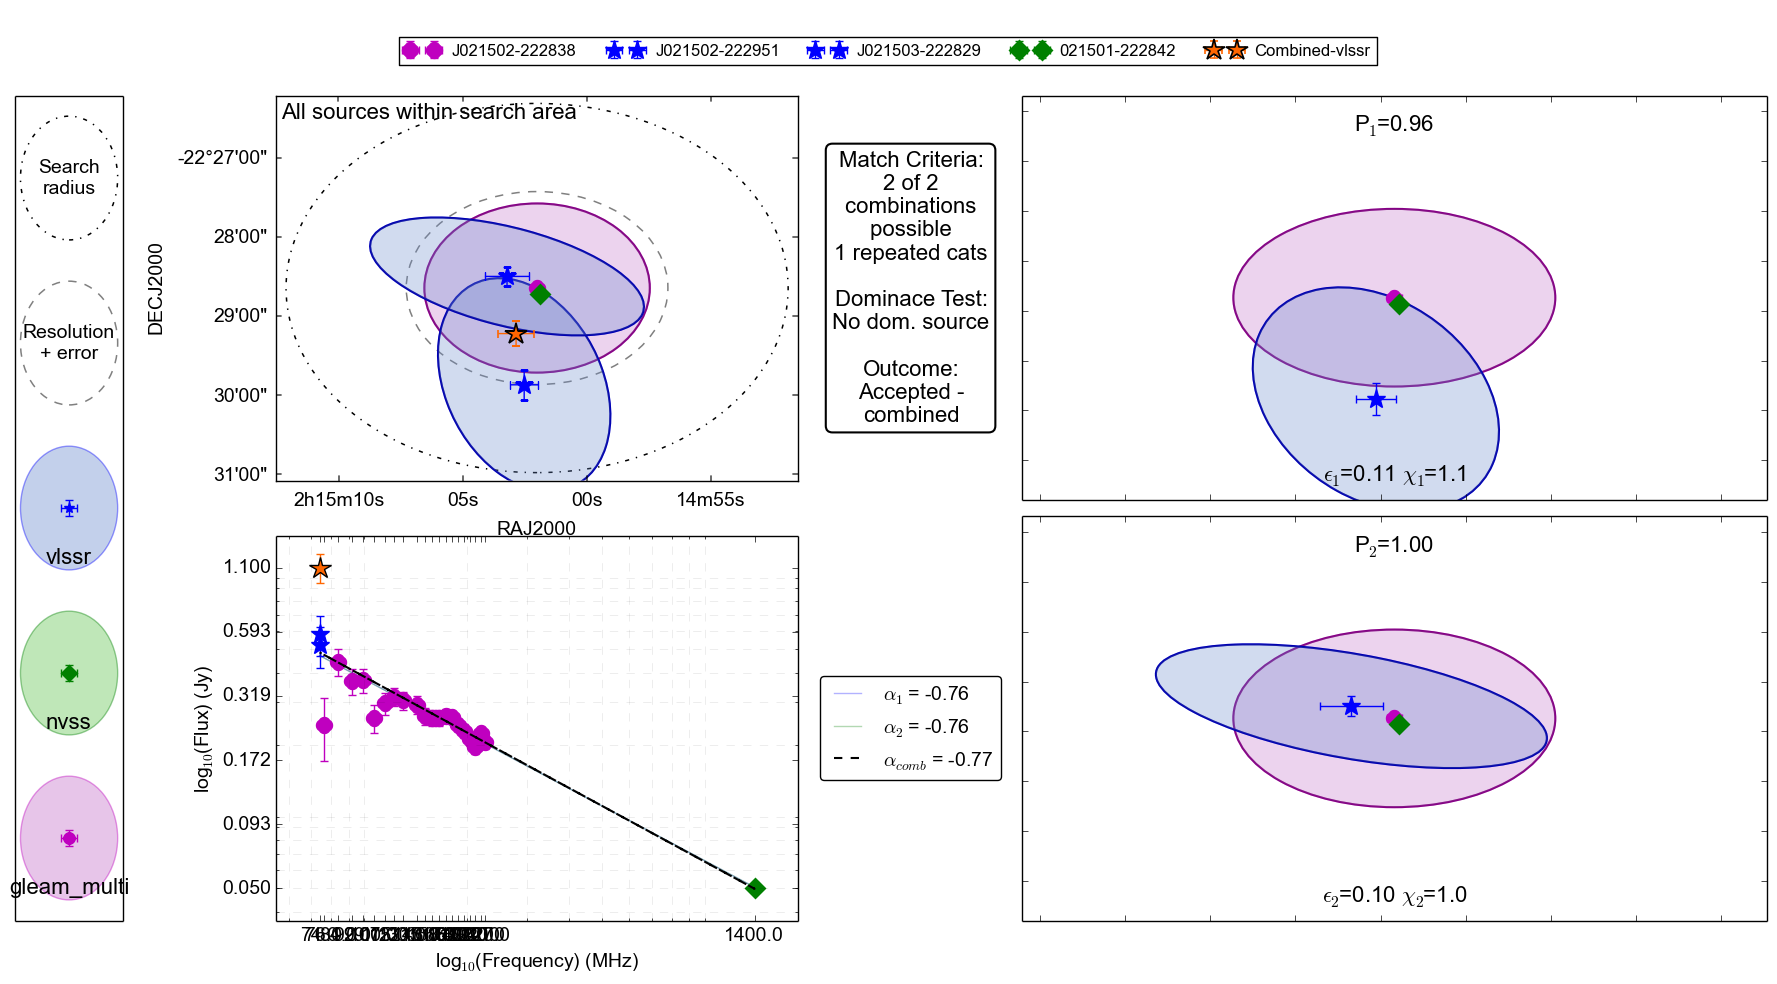 J021502-222838 J021502-222951 J021503-222829 021501-222842 Combined-vlssr
Search
radius
Resolution
+ error
vlssr
nvss
gleam_multi
All sources within search area
DECJ2000
-22°27'00"
28'00"
29'00"
30'00"
31'00"
2h15m10s 05s 00s 14m55s
RAJ2000
Match Criteria:
2 of 2
combinations
possible
1 repeated cats
Dominace Test:
No dom. source
Outcome:
Accepted -
combined
P1=0.96
ϵ1=0.11 χ1=1.1
P2=1.00
ϵ2=0.10 χ2=1.0
log10(Flux) (Jy)
1.100
0.593
0.319
0.172
0.093
0.050
1400.0
log10(Frequency) (MHz)
α1 = -0.76
α2 = -0.76
αcomb = -0.77